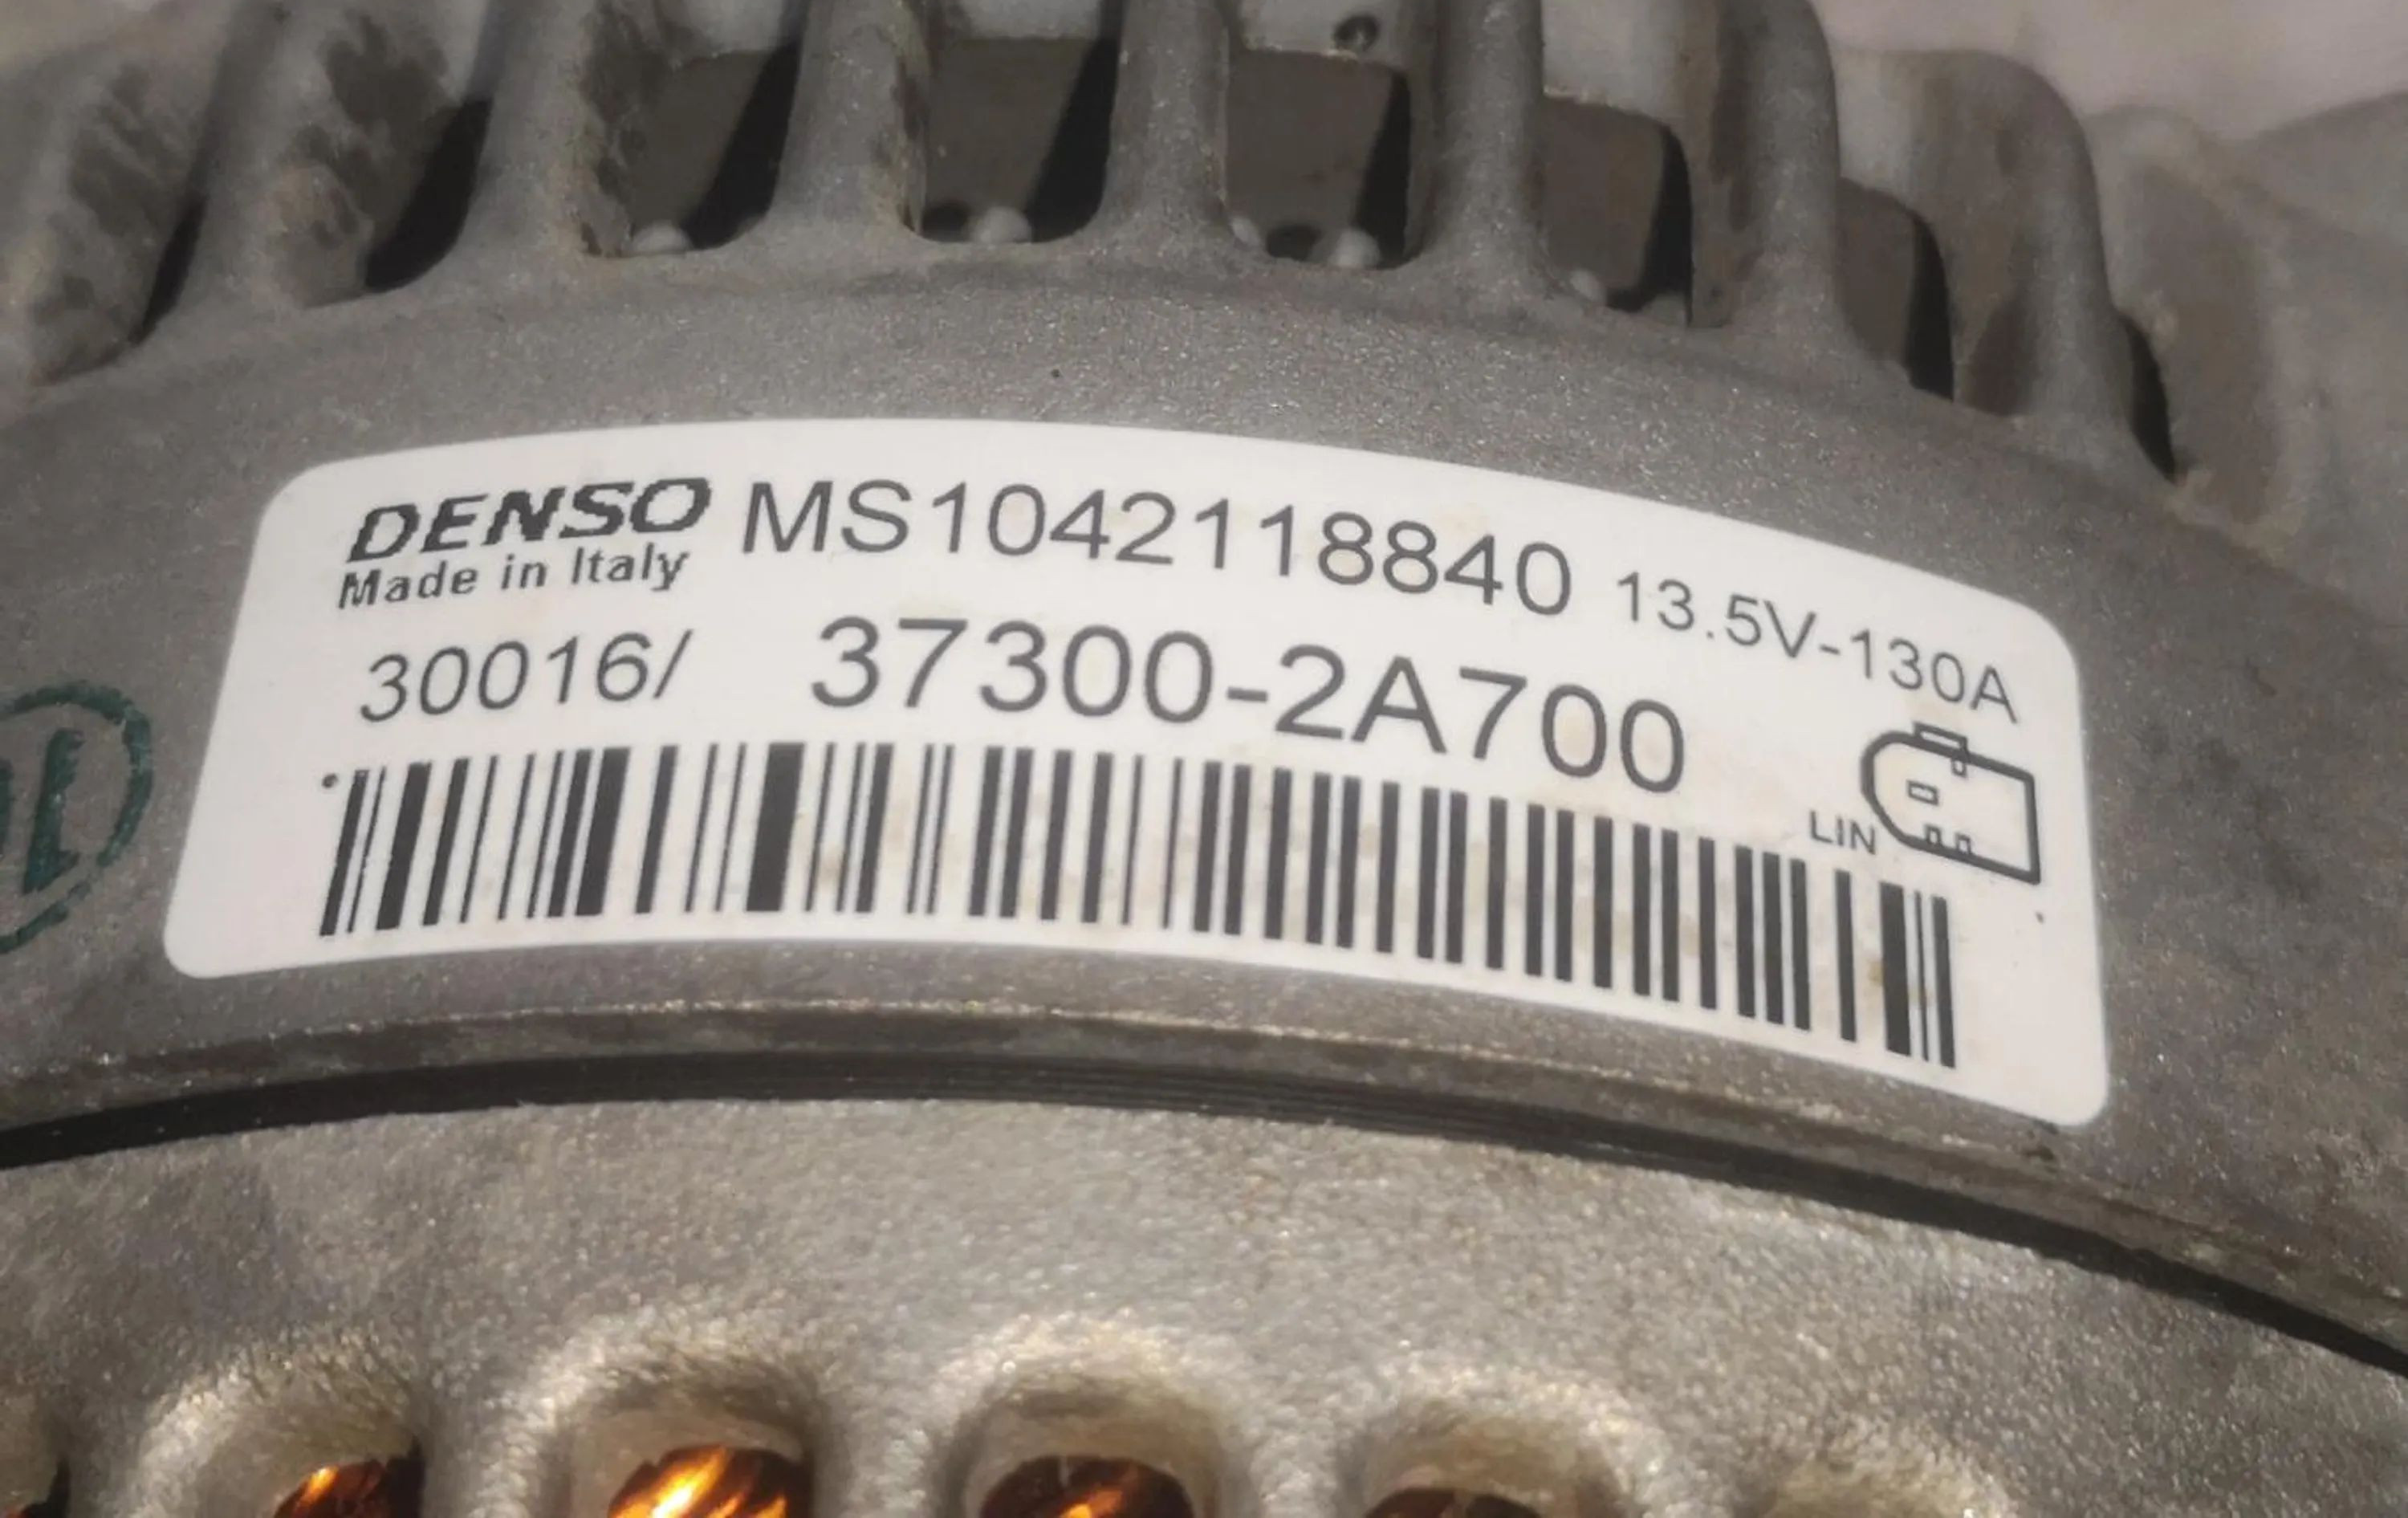 DENSO MS1042118840 13.5V-130A
Made in Italy
30016/ 37300-2A700
LIN